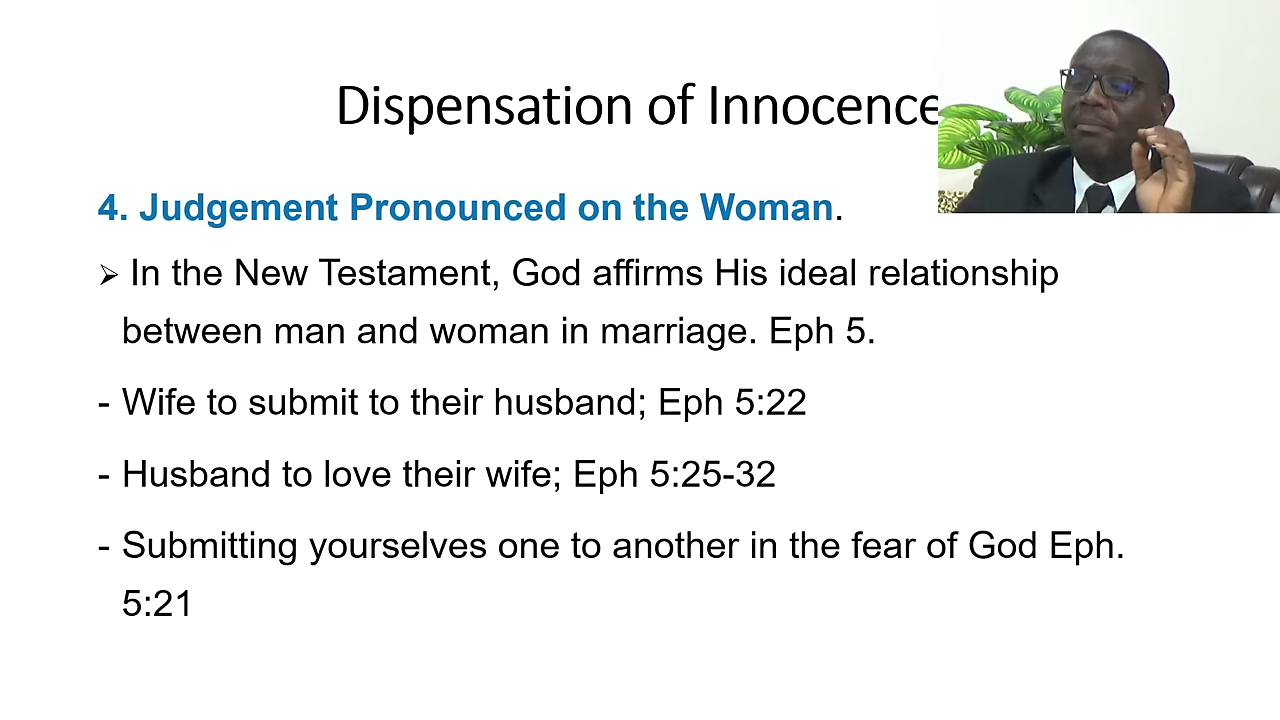 Dispensation of Innocence
4. Judgement Pronounced on the Woman.
➢ In the New Testament, God affirms His ideal relationship
between man and woman in marriage. Eph 5.
- Wife to submit to their husband; Eph 5:22
- Husband to love their wife; Eph 5:25-32
- Submitting yourselves one to another in the fear of God Eph.
5:21